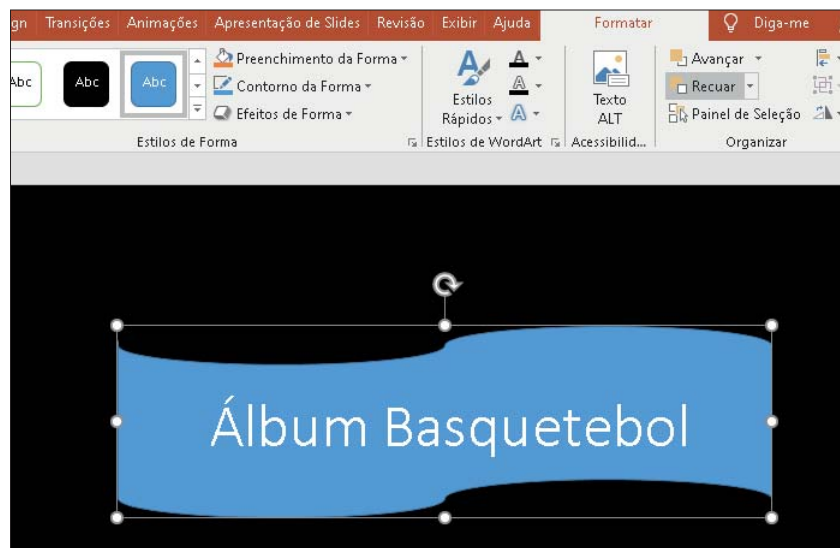 gn Transições Animações Apresentação de Slides Revisão Exibir Ajuda Formatar Diga-me
Abc Abc Abc
Preenchimento da Forma
Contorno da Forma
Efeitos de Forma
Estilos de Forma
Estilos
Rápidos
Estilos de WordArt
Texto
ALT
Acessibilid...
Avançar
Recuar
Painel de Seleção
Organizar
Álbum Basquetebol